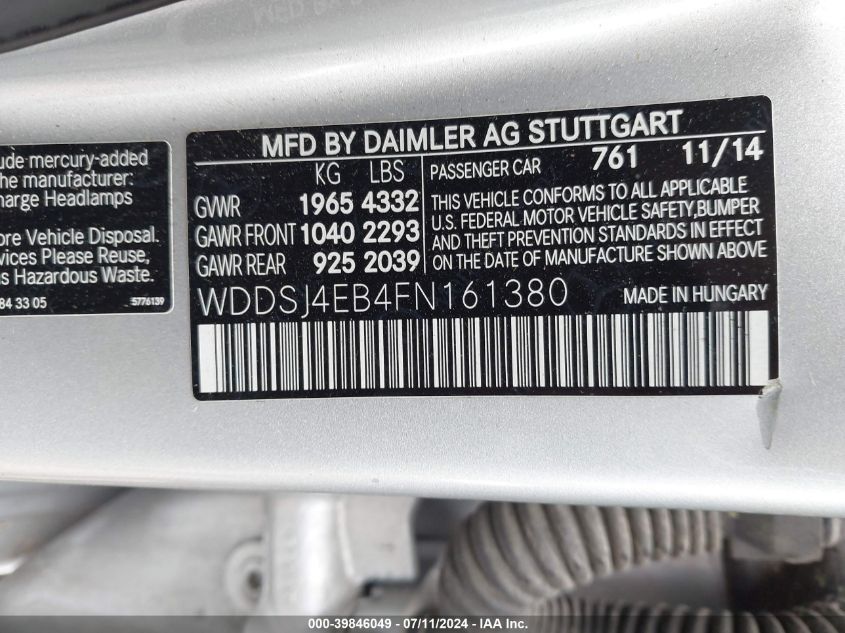 ude mercury-added
he manufacturer:
harge Headlamps
ore Vehicle Disposal.
vices Please Reuse,
s Hazardous Waste.
84 33 05 5776139
MFD BY DAIMLER AG STUTTGART
KG LBS
GWWR 1965 4332
GAWR FRONT 1040 2293
GAWR REAR 925 2039
PASSENGER CAR 761 11/14
THIS VEHICLE CONFORMS TO ALL APPLICABLE
U.S. FEDERAL MOTOR VEHICLE SAFETY,BUMPER
AND THEFT PREVENTION STANDARDS IN EFFECT
ON THE DATE OF MANUFACTURE SHOWN ABOVE
WDDSJ4EB4FN161380 MADE IN HUNGARY
000-39846049 - 07/11/2024 - IAA Inc.